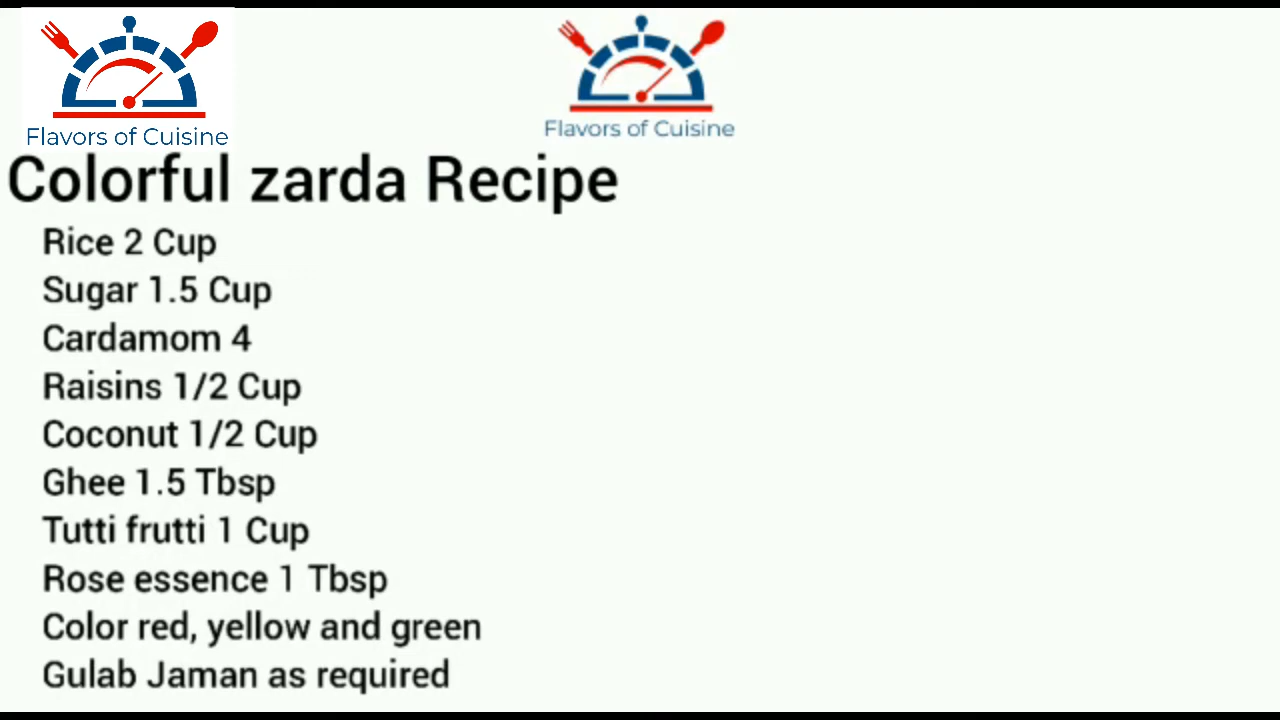 Flavors of Cuisine
Flavors of Cuisine
Colorful zarda Recipe
Rice 2 Cup
Sugar 1.5 Cup
Cardamom 4
Raisins 1/2 Cup
Coconut 1/2 Cup
Ghee 1.5 Tbsp
Tutti frutti 1 Cup
Rose essence 1 Tbsp
Color red, yellow and green
Gulab Jaman as required